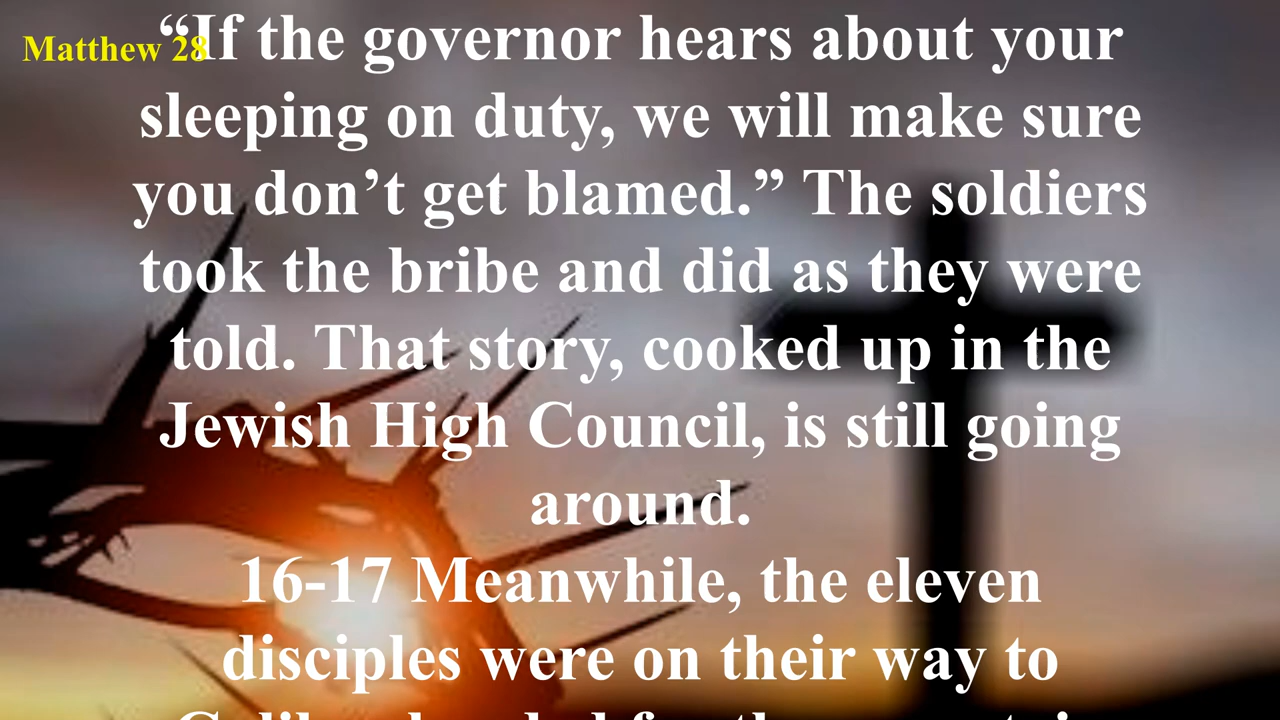 Matthew 28
“If the governor hears about your
sleeping on duty, we will make sure
you don’t get blamed.” The soldiers
took the bribe and did as they were
told. That story, cooked up in the
Jewish High Council, is still going
around.
16-17 Meanwhile, the eleven
disciples were on their way to